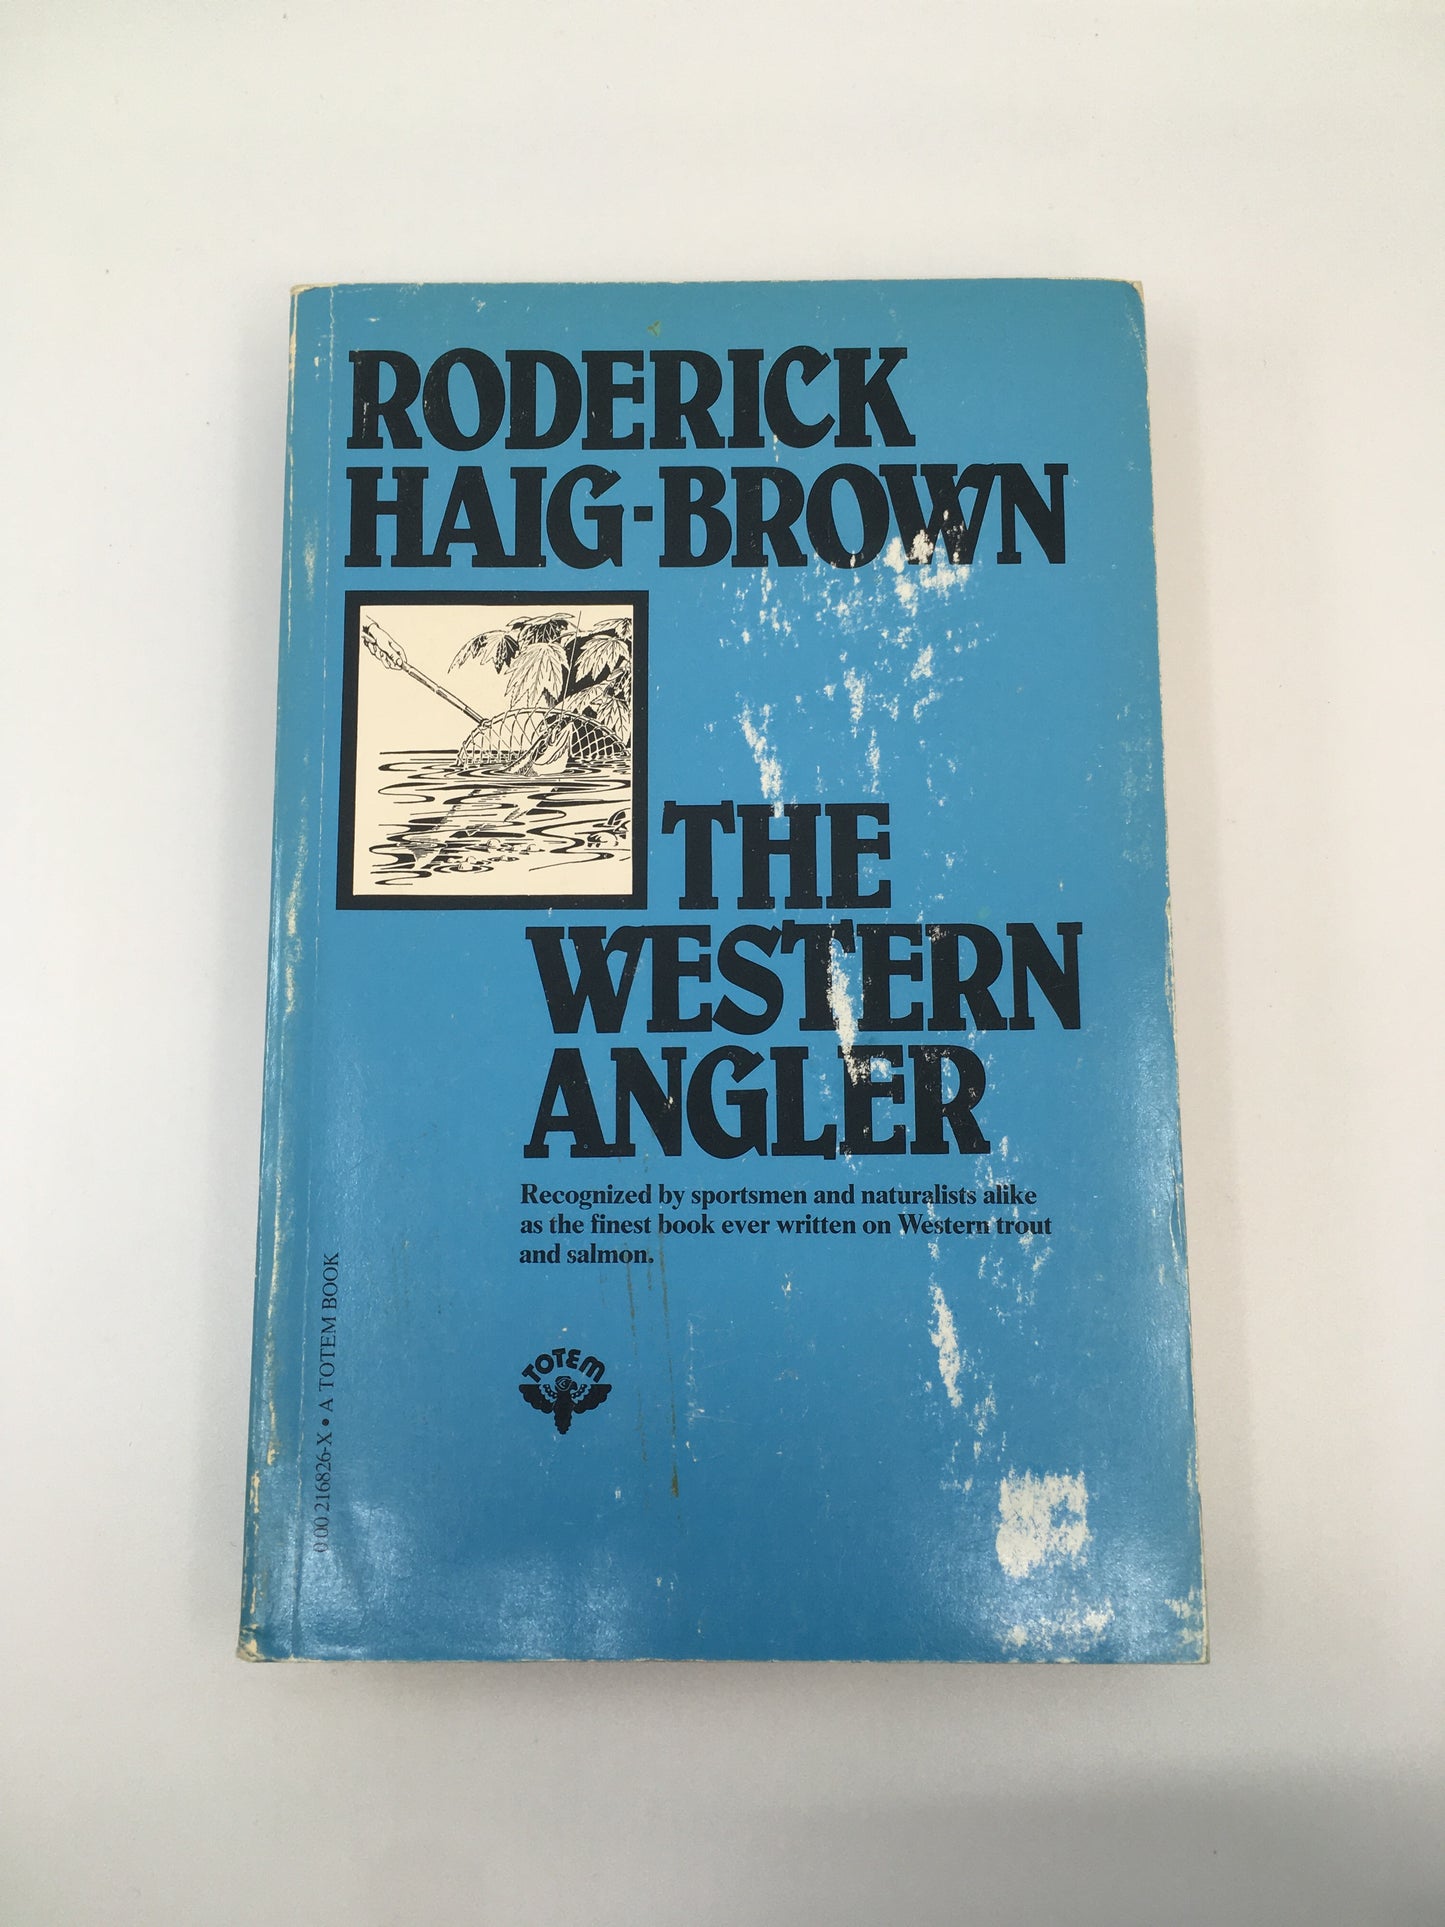 RODERICK
HAIG-BROWN
THE
WESTERN
ANGLER
Recognized by sportsmen and naturalists alike
as the finest book ever written on Western trout
and salmon.
TOTEM
0 00 216826-X • A TOTEM BOOK